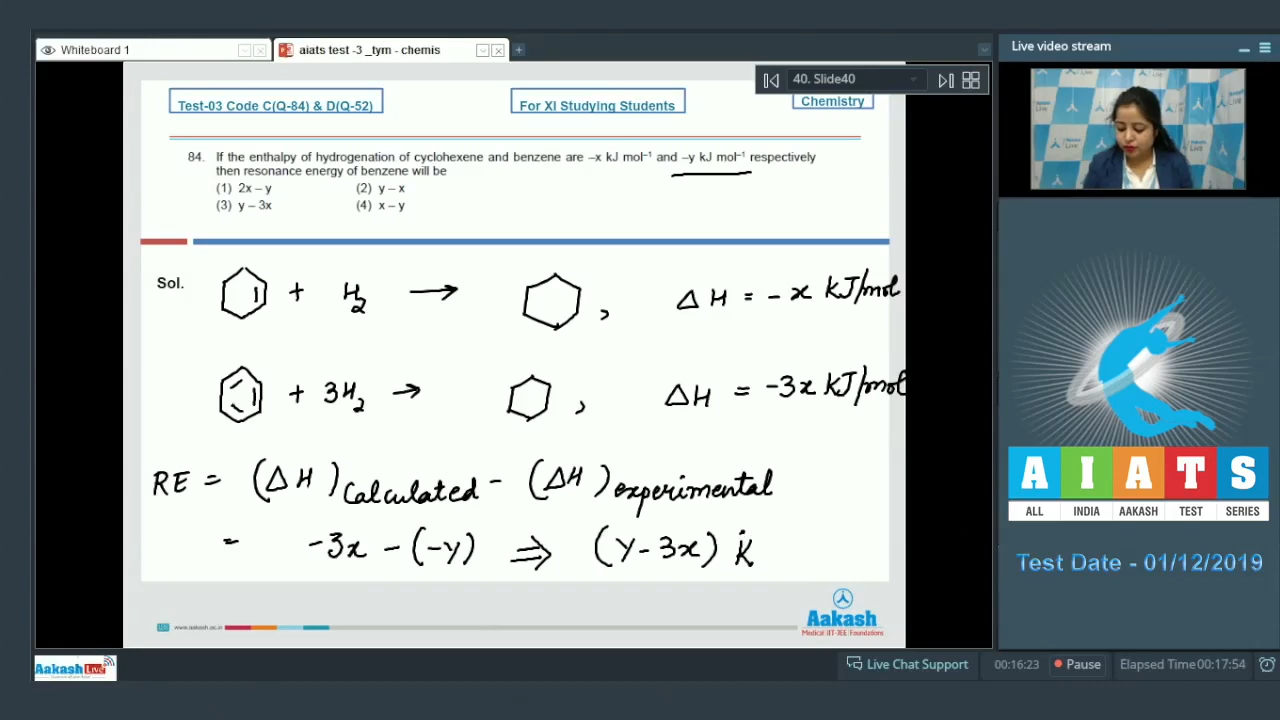 Whiteboard 1
aiats test -3 _tym - chemis
Live video stream
40. Slide40
Test-03 Code C(Q-84) & D(Q-52)
For XI Studying Students
Chemistry
84. If the enthalpy of hydrogenation of cyclohexene and benzene are –x kJ mol⁻¹ and –y kJ mol⁻¹ respectively
then resonance energy of benzene will be
(1) 2x – y (2) y – x
(3) y – 3x (4) x – y
Sol. + H₂ → , ΔH = - x KJ/mol
+ 3H₂ → , ΔH = -3x KJ/mol
RE = (ΔH)calculated - (ΔH)experimental
= -3x - (-y) ⇒ (y - 3x) k
www.aakash.ac.in
Aakash
Medical | IIT-JEE | Foundations
Aakash Live
A I A T S
ALL INDIA AAKASH TEST SERIES
Test Date - 01/12/2019
Live Chat Support
00:16:23
Pause
Elapsed Time 00:17:54